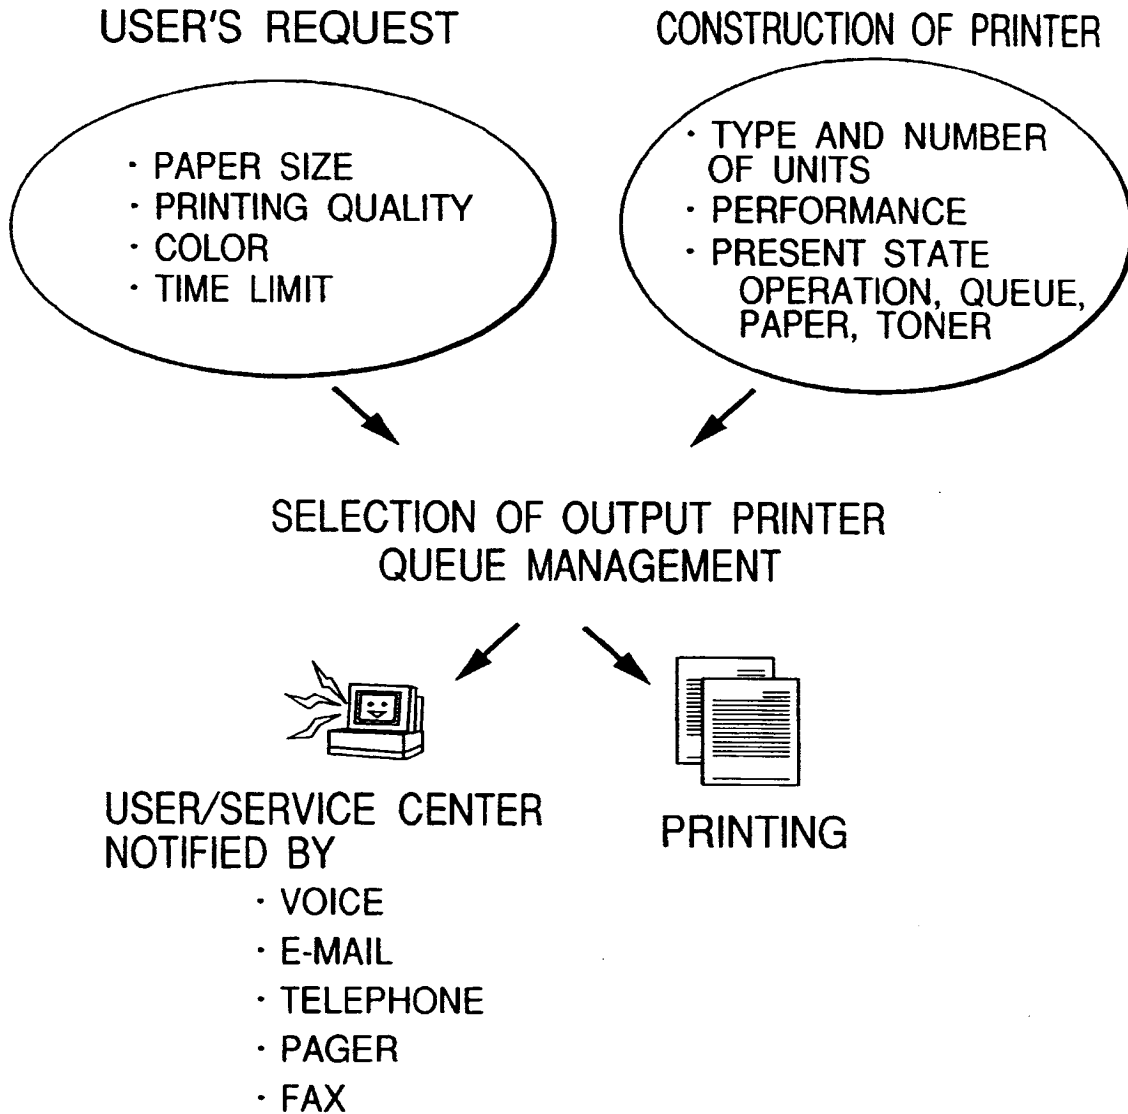 USER'S REQUEST
· PAPER SIZE
· PRINTING QUALITY
· COLOR
· TIME LIMIT
CONSTRUCTION OF PRINTER
· TYPE AND NUMBER
OF UNITS
· PERFORMANCE
· PRESENT STATE
OPERATION, QUEUE,
PAPER, TONER
SELECTION OF OUTPUT PRINTER
QUEUE MANAGEMENT
USER/SERVICE CENTER
NOTIFIED BY
· VOICE
· E-MAIL
· TELEPHONE
· PAGER
· FAX
PRINTING